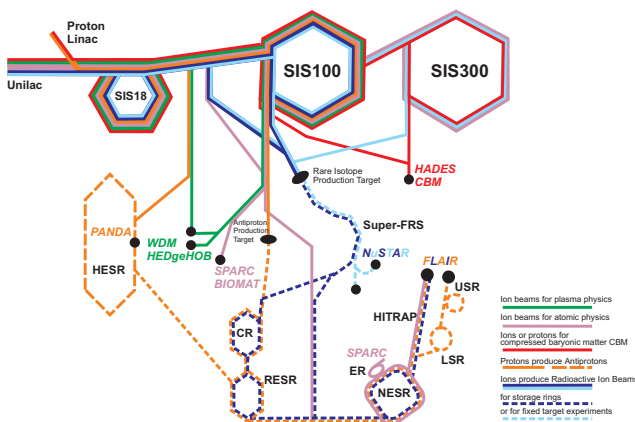 Proton
Linac
Unilac
SIS18
SIS100
SIS300
Rare Isotope
Production Target
HADES
CBM
PANDA
HESR
WDM
HEDgeHOB
Antiproton
Production
Target
SPARC
BIOMAT
Super-FRS
NuSTAR
FLAIR
USR
HITRAP
LSR
CR
RESR
SPARC
ER
NESR
Ion beams for plasma physics
Ion beams for atomic physics
Ions or protons for
compressed baryonic matter CBM
Protons produce Antiprotons
Ions produce Radioactive Ion Beams
for storage rings
or for fixed target experiments